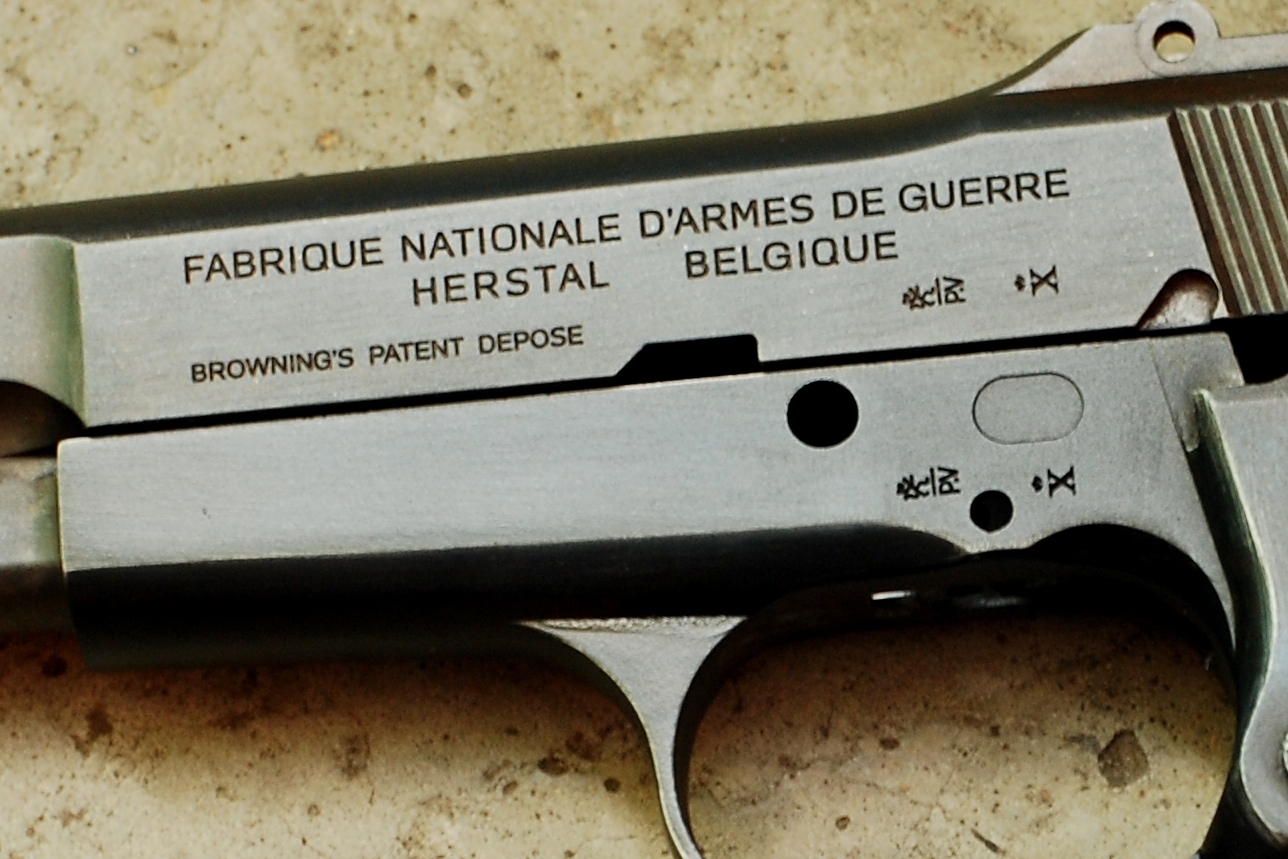 FABRIQUE NATIONALE D'ARMES DE GUERRE
HERSTAL BELGIQUE
BROWNING'S PATENT DEPOSE